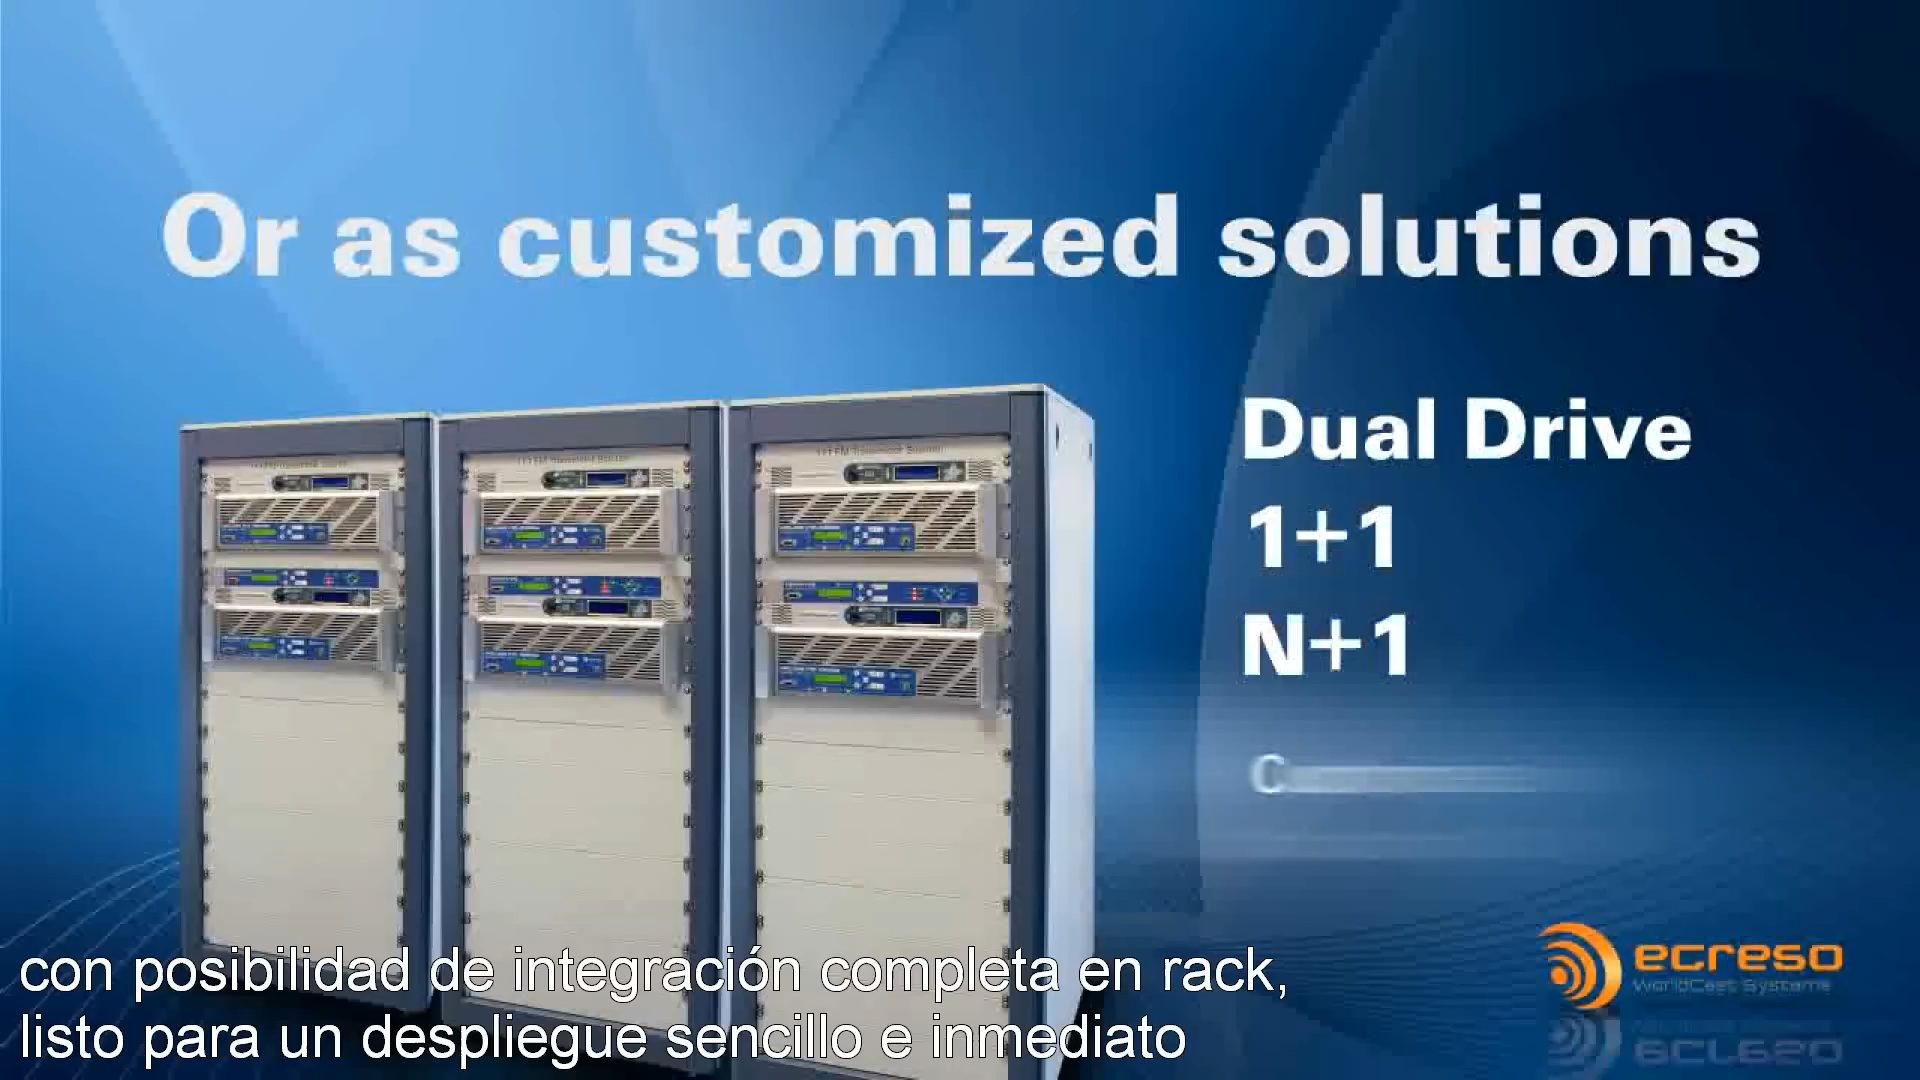 Or as customized solutions
Dual Drive
1+1
N+1
C
ecreso
WorldCast Systems
con posibilidad de integración completa en rack,
listo para un despliegue sencillo e inmediato